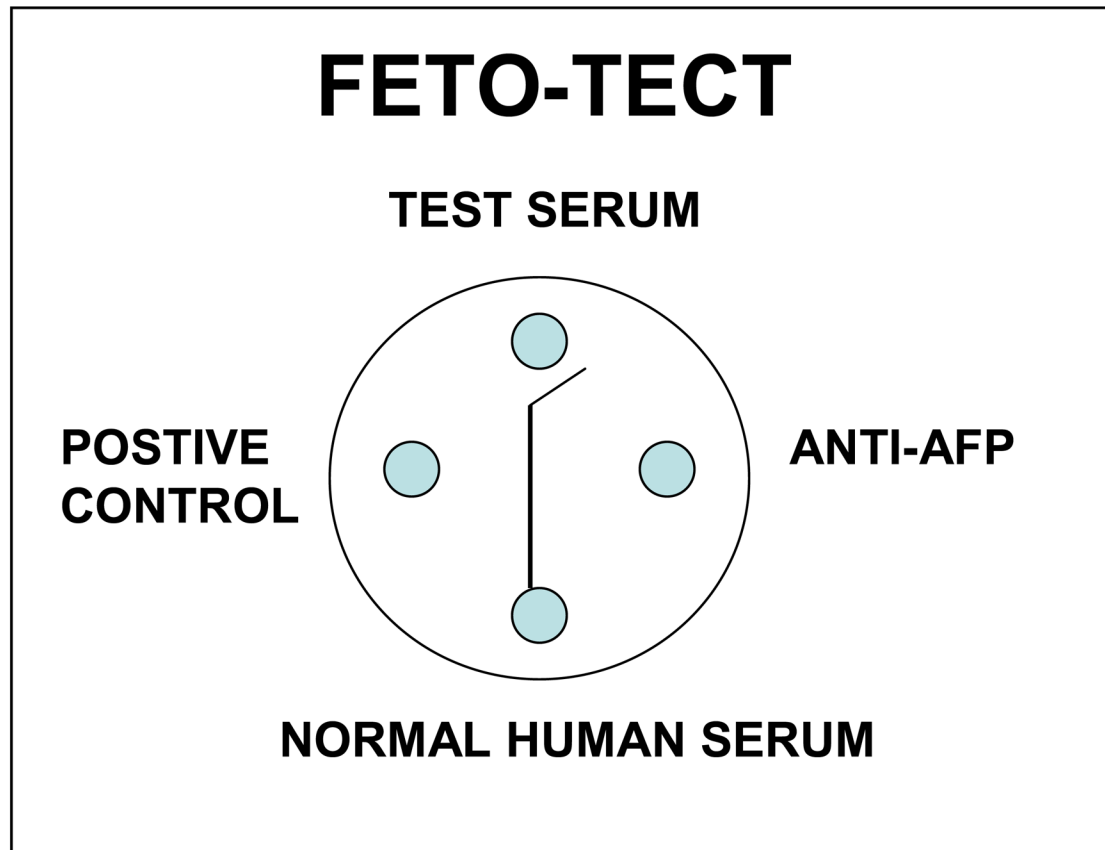 FETO-TECT
TEST SERUM
POSTIVE
CONTROL
ANTI-AFP
NORMAL HUMAN SERUM